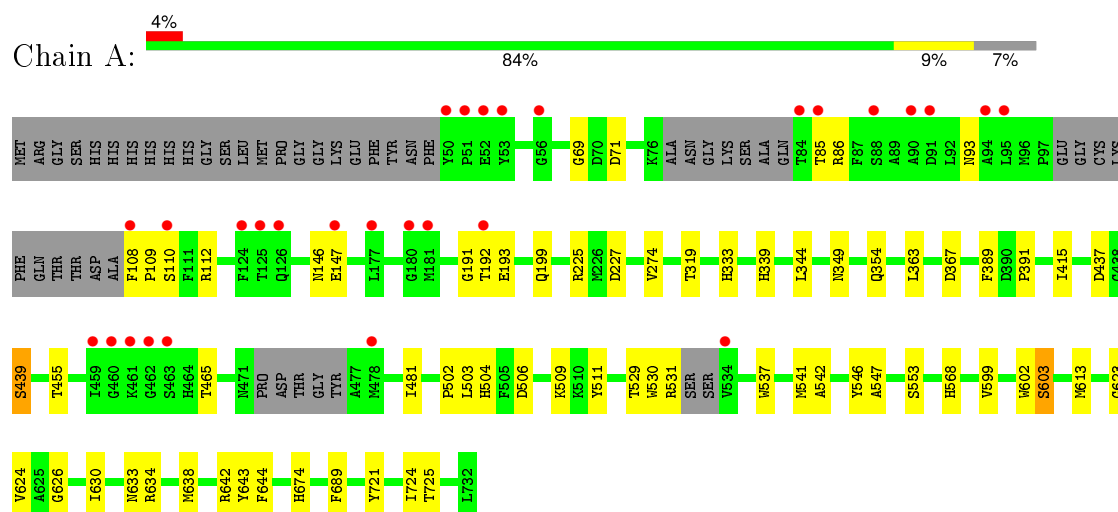 4%
Chain A:
84% 9% 7%
MET ARG GLY SER HIS HIS HIS HIS HIS HIS GLY SER LEU MET PRO GLY GLY LYS GLU PHE TYR ASN PHE Y50 P51 E52 Y53 G56 G69 D70 D71 K76 ALA ASN GLY LYS SER ALA GLN T84 T85 R86 F87 S88 A89 A90 D91 L92 N93 A94 L95 M96 P97 GLU GLY CYS LYS
PHE GLN THR THR ASP ALA F108 P109 S110 F111 R112 F124 T125 Q126 N146 E147 L177 G180 M181 G191 T192 E193 Q199 R225 M226 D227 V274 T319 H333 H339 L344 N349 Q354 L363 D367 F389 D390 P391 I415 D437
S439 T455 I459 G460 K461 G462 S463 H464 T465 N471 PRO ASP THR GLY TYR A477 M478 I481 P502 L503 H504 F505 D506 K509 K510 Y511 T529 W530 R531 SER SER V534 W537 M541 A542 Y546 A547 S553 H568 V599 W602 S603 M613
V624 A625 G626 I630 N633 R634 M638 R642 Y643 F644 H674 F689 Y721 I724 T725 L732